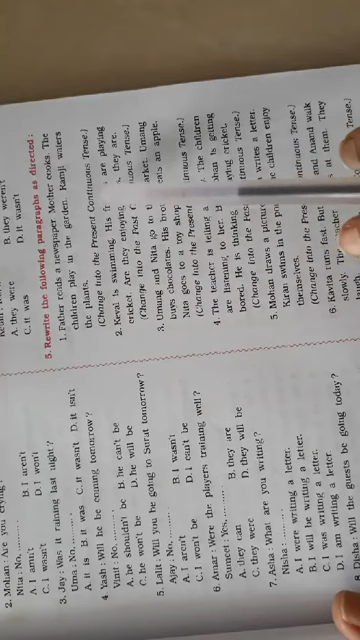 2. Mohan : Are you crying ?
Nita : No, ..........
A. I amn't B. I aren't
C. I wasn't D. I won't
3. Jay : Was it raining last night ?
Uma : No, ..........
A. it is B. it was C. it wasn't D. it isn't
4. Yash : Will he be coming tomorrow ?
Vinit : No, ..........
A. he shouldn't be B. he can't be
C. he won't be D. he will be
5. Lalit : Will you be going to Surat tomorrow ?
Ajay : No, ..........
A. I aren't B. I wasn't
C. I won't be D. I can't be
6. Amar : Were the players training well ?
Sumeet : Yes, ..........
A. they can B. they are
C. they were D. they will be
7. Asha : What are you writing ?
Nisha : ..........
A. I were writing a letter.
B. I will be writing a letter.
C. I was writing a letter.
D. I am writing a letter.
8. Disha : Will the guests be going today ?
A. they were B. they weren't
C. it was D. it wasn't
5. Rewrite the following paragraphs as directed :
1. Father reads a newspaper. Mother cooks. The
children play in the garden. Ramji waters
the plants.
(Change into the Present Continuous Tense.)
2. Keval is swimming. His are playing
cricket. Are they enjoying they are.
(Change into the Past Tense.)
3. Umang and Nita go to market. Umang
buys chocolates. His eats an apple.
Nita goes to a toy shop
(Change into the Present Tense.)
4. The teacher is telling a The children
are listening to her. is getting
bored. He is thinking cricket.
(Change into the Tense.)
5. Mohan draws a picture writes a letter.
Kiran swims in the children enjoy
themselves.
(Change into the Tense.)
6. Kavita runs fast. But and Anand walk
slowly. The at them. They
laugh. Tense.)